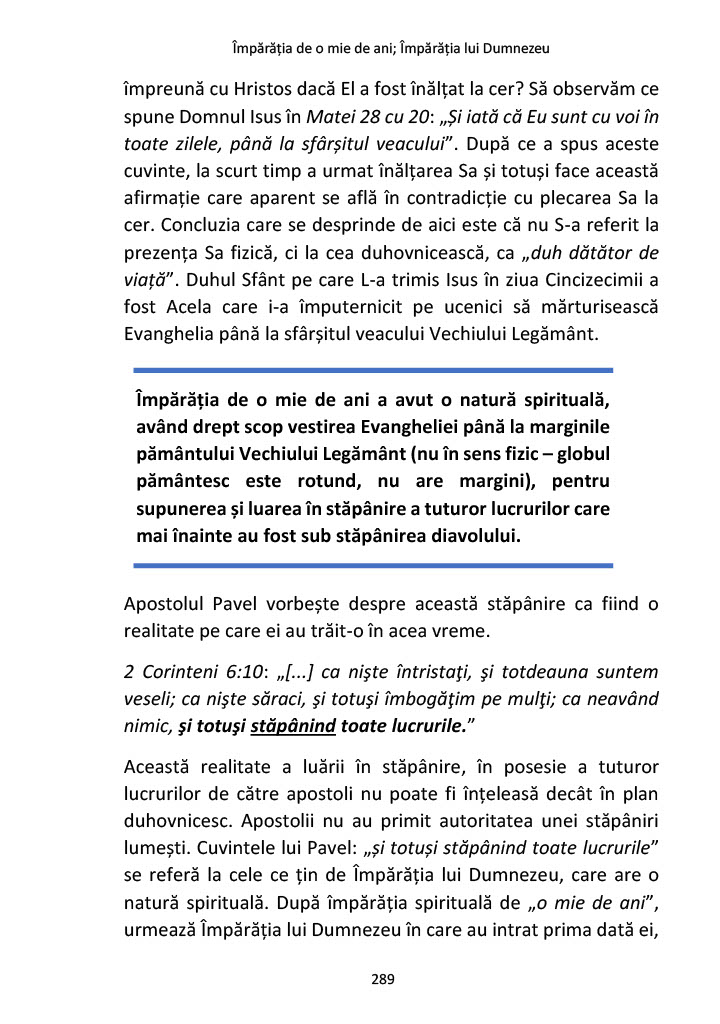 Împărăția de o mie de ani; Împărăția lui Dumnezeu
împreună cu Hristos dacă El a fost înălțat la cer? Să observăm ce
spune Domnul Isus în Matei 28 cu 20: „Și iată că Eu sunt cu voi în
toate zilele, până la sfârșitul veacului”. După ce a spus aceste
cuvinte, la scurt timp a urmat înălțarea Sa și totuși face această
afirmație care aparent se află în contradicție cu plecarea Sa la
cer. Concluzia care se desprinde de aici este că nu S-a referit la
prezența Sa fizică, ci la cea duhovnicească, ca „duh dătător de
viață”. Duhul Sfânt pe care L-a trimis Isus în ziua Cincizecimii a
fost Acela care i-a împuternicit pe ucenici să mărturisească
Evanghelia până la sfârșitul veacului Vechiului Legământ.
Împărăția de o mie de ani a avut o natură spirituală,
având drept scop vestirea Evangheliei până la marginile
pământului Vechiului Legământ (nu în sens fizic – globul
pământesc este rotund, nu are margini), pentru
supunerea și luarea în stăpânire a tuturor lucrurilor care
mai înainte au fost sub stăpânirea diavolului.
Apostolul Pavel vorbește despre această stăpânire ca fiind o
realitate pe care ei au trăit-o în acea vreme.
2 Corinteni 6:10: „[...] ca nişte întristaţi, şi totdeauna suntem
veseli; ca nişte săraci, şi totuşi îmbogăţim pe mulţi; ca neavând
nimic, şi totuşi stăpânind toate lucrurile.”
Această realitate a luării în stăpânire, în posesie a tuturor
lucrurilor de către apostoli nu poate fi înțeleasă decât în plan
duhovnicesc. Apostolii nu au primit autoritatea unei stăpâniri
lumești. Cuvintele lui Pavel: „și totuși stăpânind toate lucrurile”
se referă la cele ce țin de Împărăția lui Dumnezeu, care are o
natură spirituală. După împărăția spirituală de „o mie de ani”,
urmează Împărăția lui Dumnezeu în care au intrat prima dată ei,
289